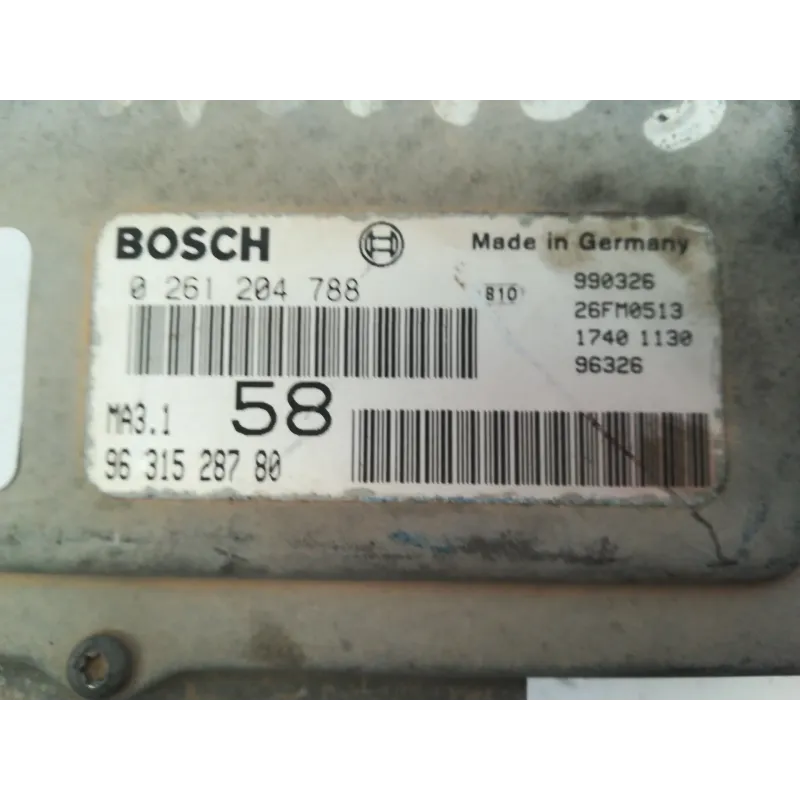 BOSCH Made in Germany
0 261 204 788 810 990326
26FM0513
1740 1130
96326
MA3.1 58
96 315 287 80